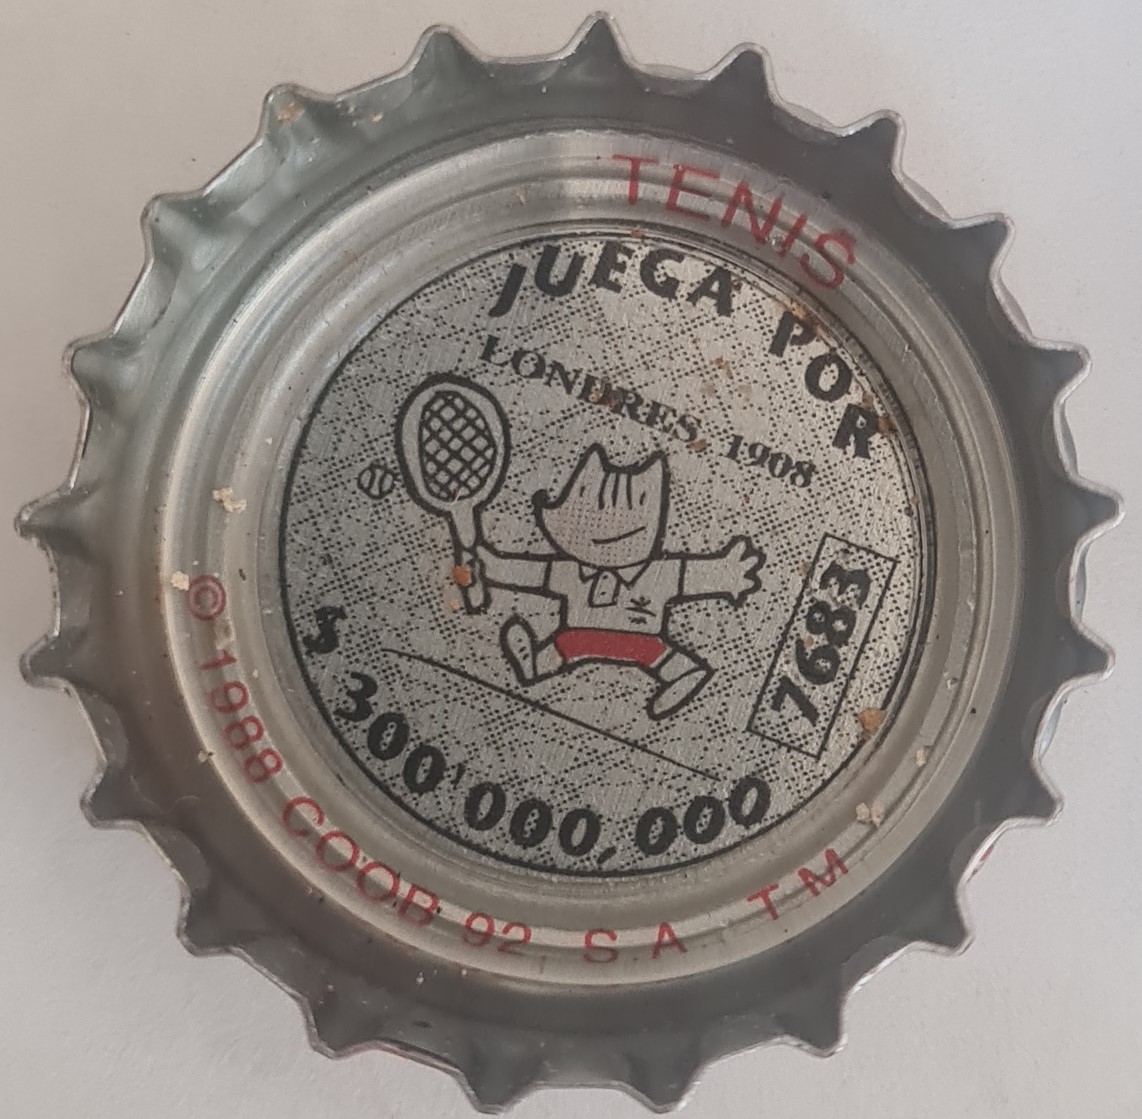 TENIS
JUEGA POR
LONDRES, 1908
7683
$ 300'000,000
© 1988 COOB 92 S.A TM